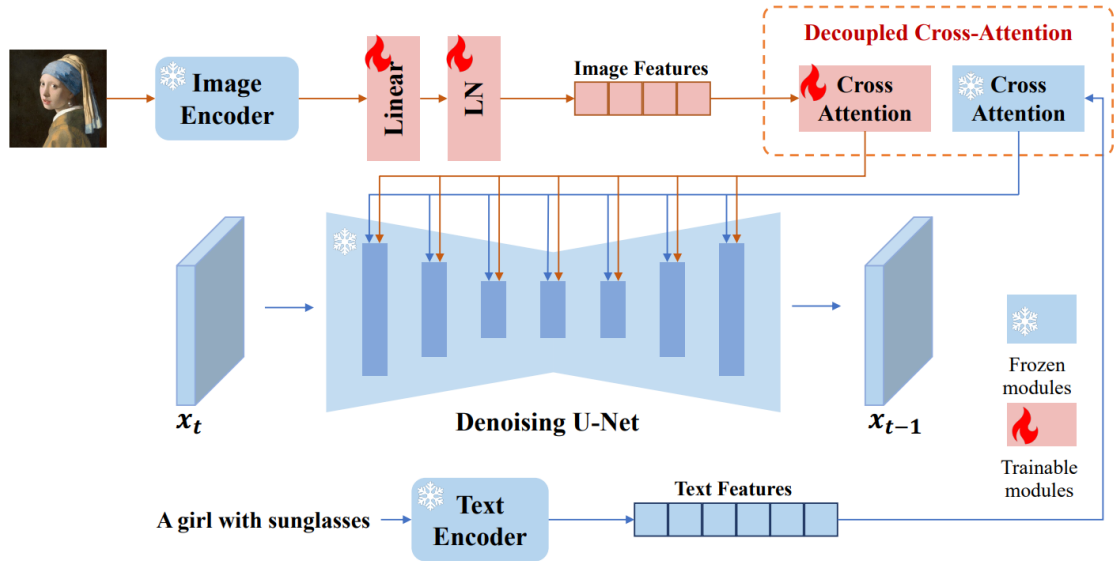 Decoupled Cross-Attention
Image
Encoder
Linear
LN
Image Features
Cross
Attention
Cross
Attention
x_t
Denoising U-Net
x_{t-1}
Frozen
modules
Trainable
modules
A girl with sunglasses
Text
Encoder
Text Features